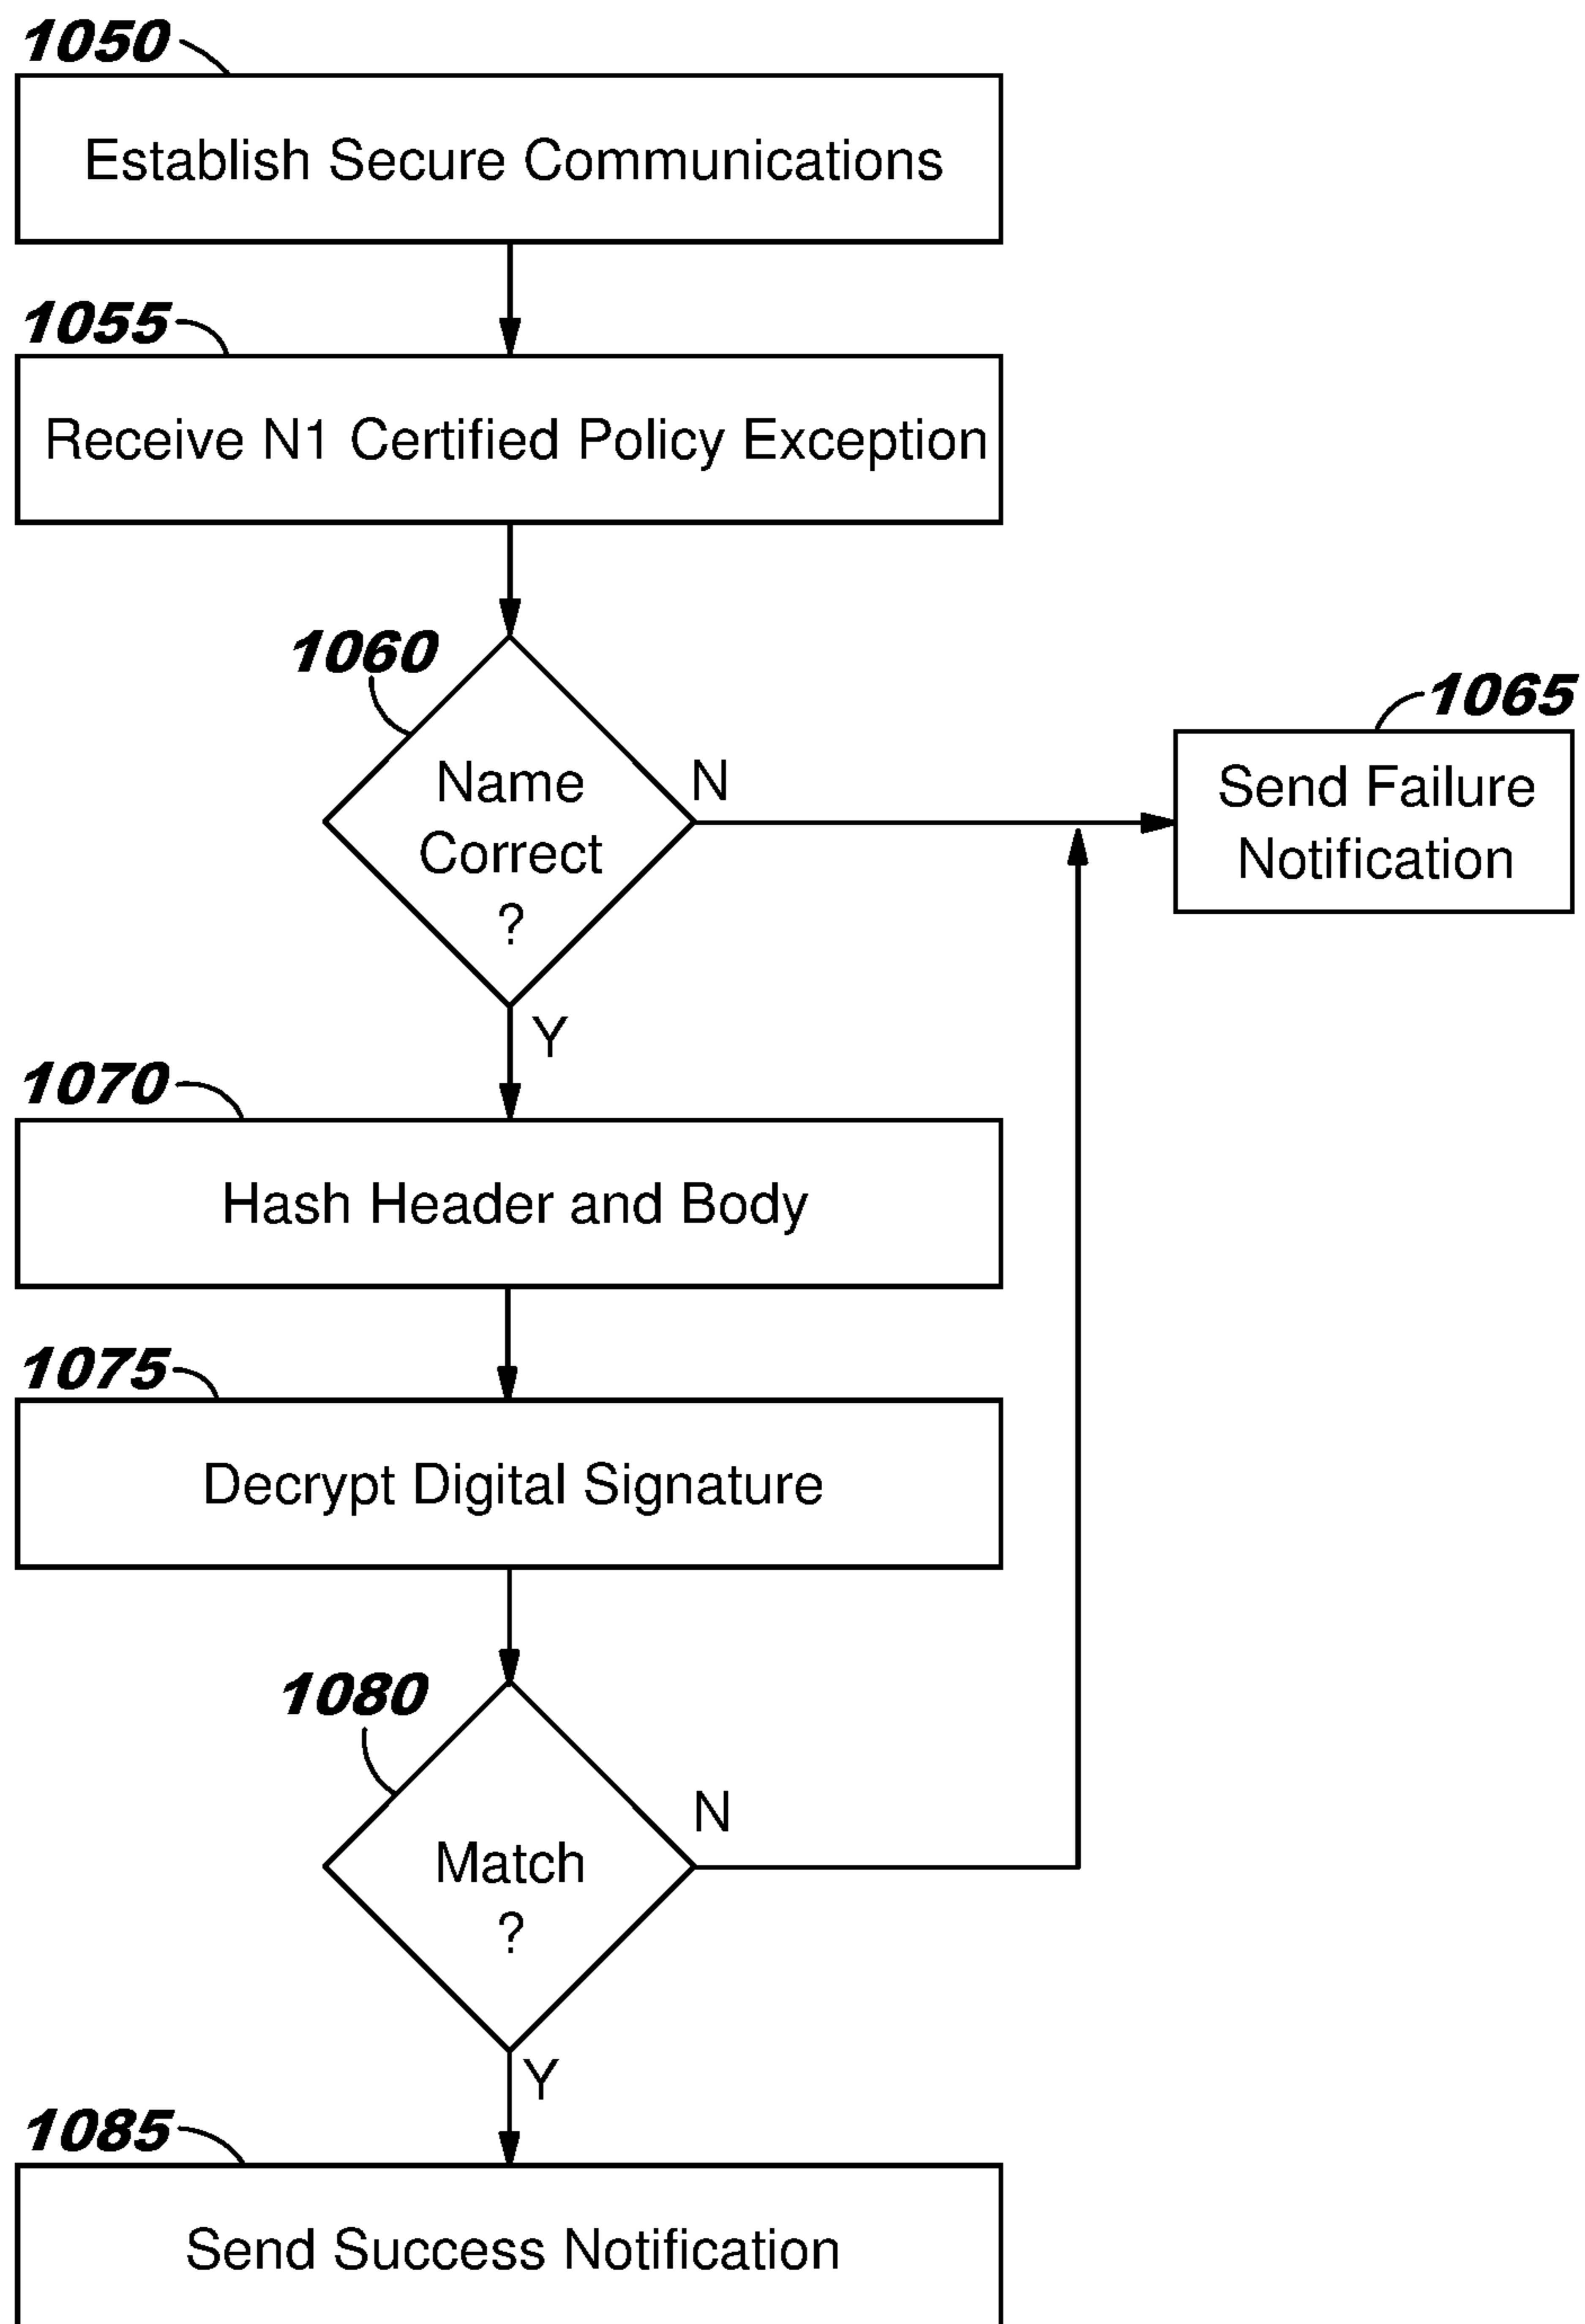 1050
Establish Secure Communications
1055
Receive N1 Certified Policy Exception
1060
Name
Correct
?
N
1065
Send Failure
Notification
Y
1070
Hash Header and Body
1075
Decrypt Digital Signature
1080
Match
?
N
Y
1085
Send Success Notification